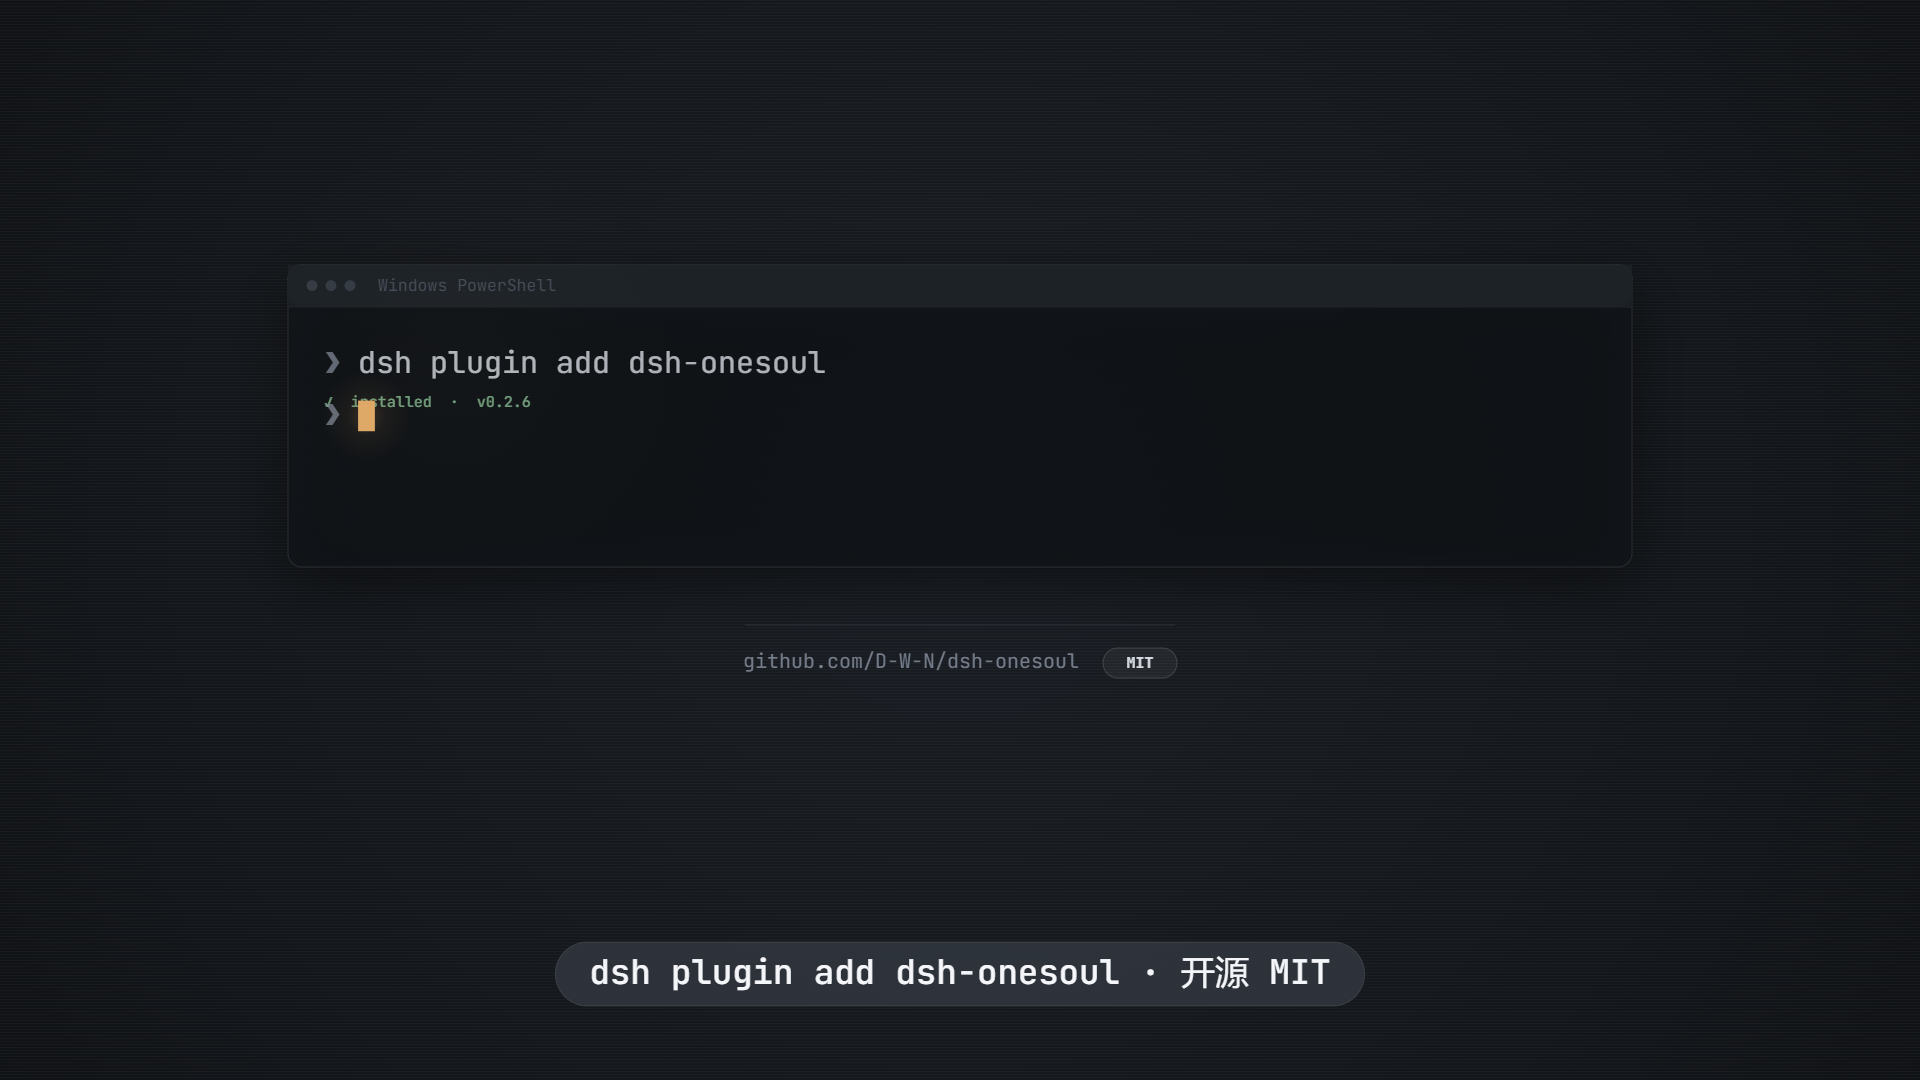 Windows PowerShell
❯ dsh plugin add dsh-onesoul
✓ installed · v0.2.6
❯
github.com/D-W-N/dsh-onesoul MIT
dsh plugin add dsh-onesoul · 开源 MIT